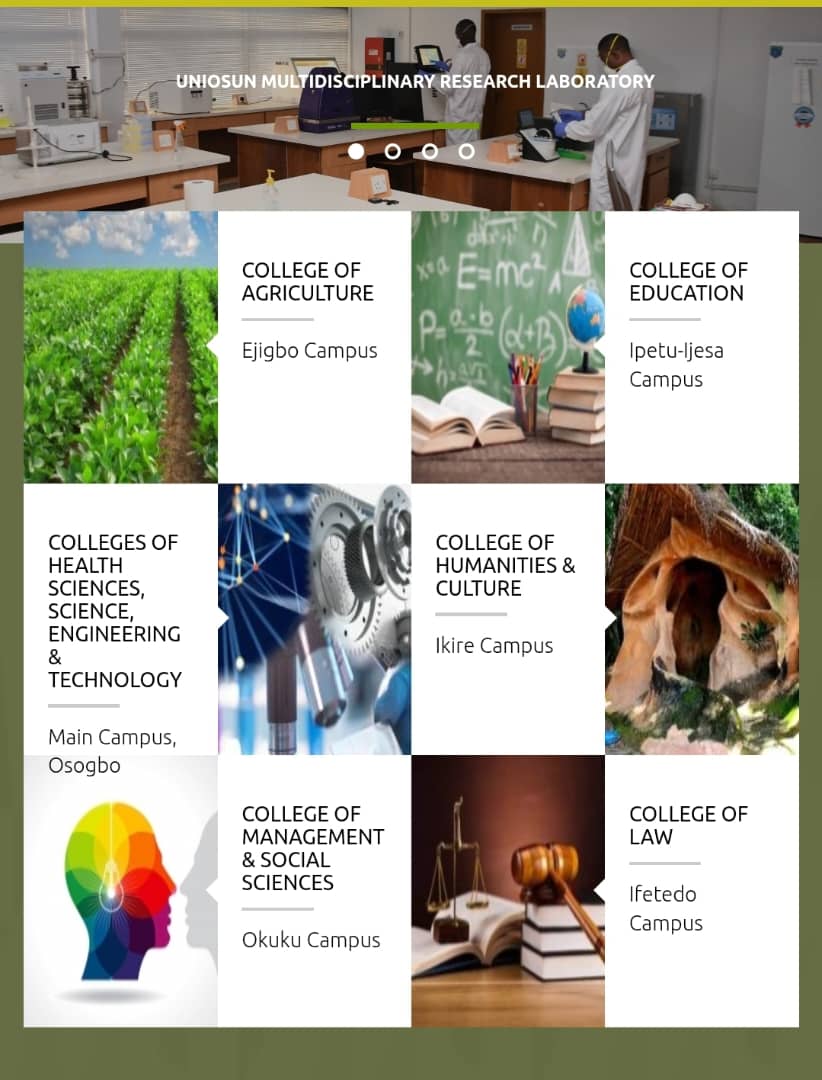 UNIOSUN MULTIDISCIPLINARY RESEARCH LABORATORY
COLLEGE OF
AGRICULTURE
Ejigbo Campus
x=a
E=mc²
COLLEGE OF
EDUCATION
Ipetu-Ijesa
Campus
COLLEGES OF
HEALTH
SCIENCES,
SCIENCE,
ENGINEERING
&
TECHNOLOGY
Main Campus,
Osogbo
COLLEGE OF
HUMANITIES &
CULTURE
Ikire Campus
COLLEGE OF
MANAGEMENT
& SOCIAL
SCIENCES
Okuku Campus
COLLEGE OF
LAW
Ifetedo
Campus